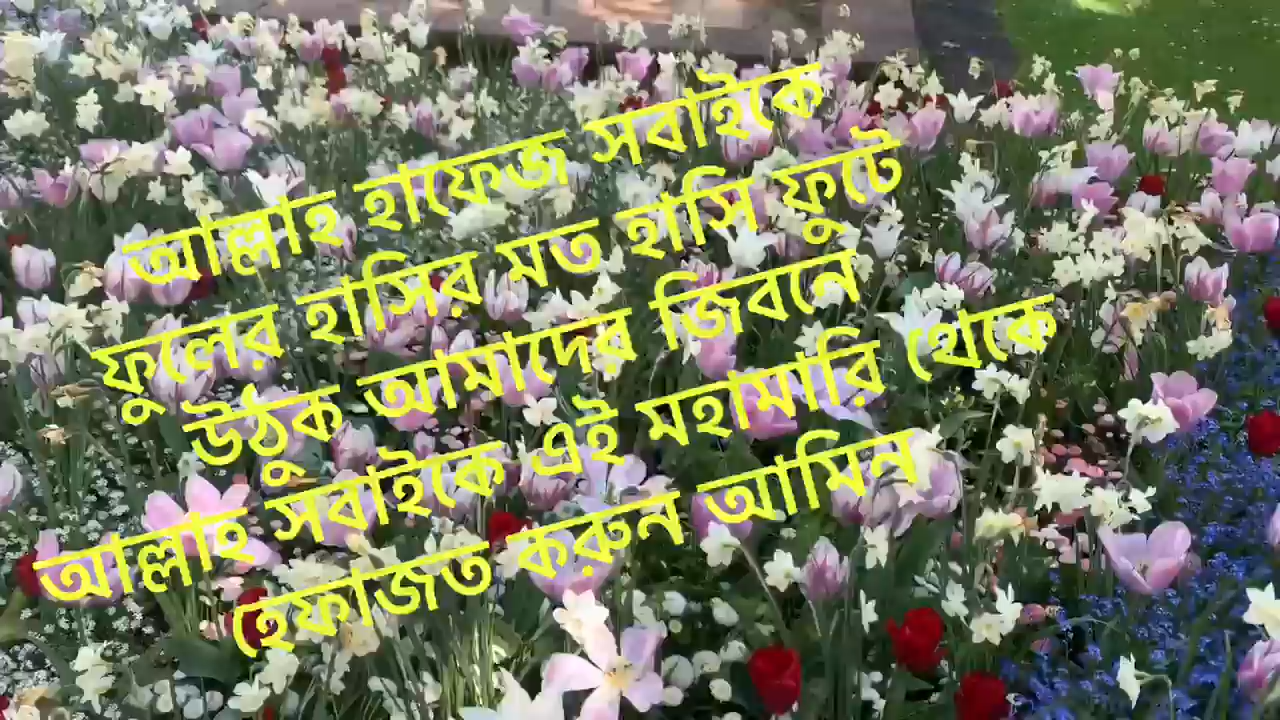 আল্লাহ হাফেজ সবাইকে
ফুলের হাসির মত হাসি ফুটে
উঠুক আমাদের জিবনে
আল্লাহ সবাইকে এই মহামারি থেকে
হেফাজত করুন আমিন